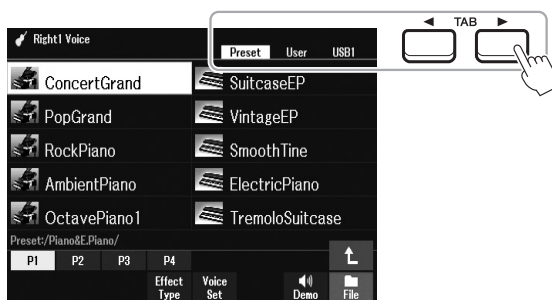 ◄ TAB ►
Right1 Voice
Preset User USB1
ConcertGrand SuitcaseEP
PopGrand VintageEP
RockPiano SmoothTine
AmbientPiano ElectricPiano
OctavePiano1 TremoloSuitcase
Preset:/Piano&E.Piano/
P1 P2 P3 P4
Effect Voice
Type Set Demo File